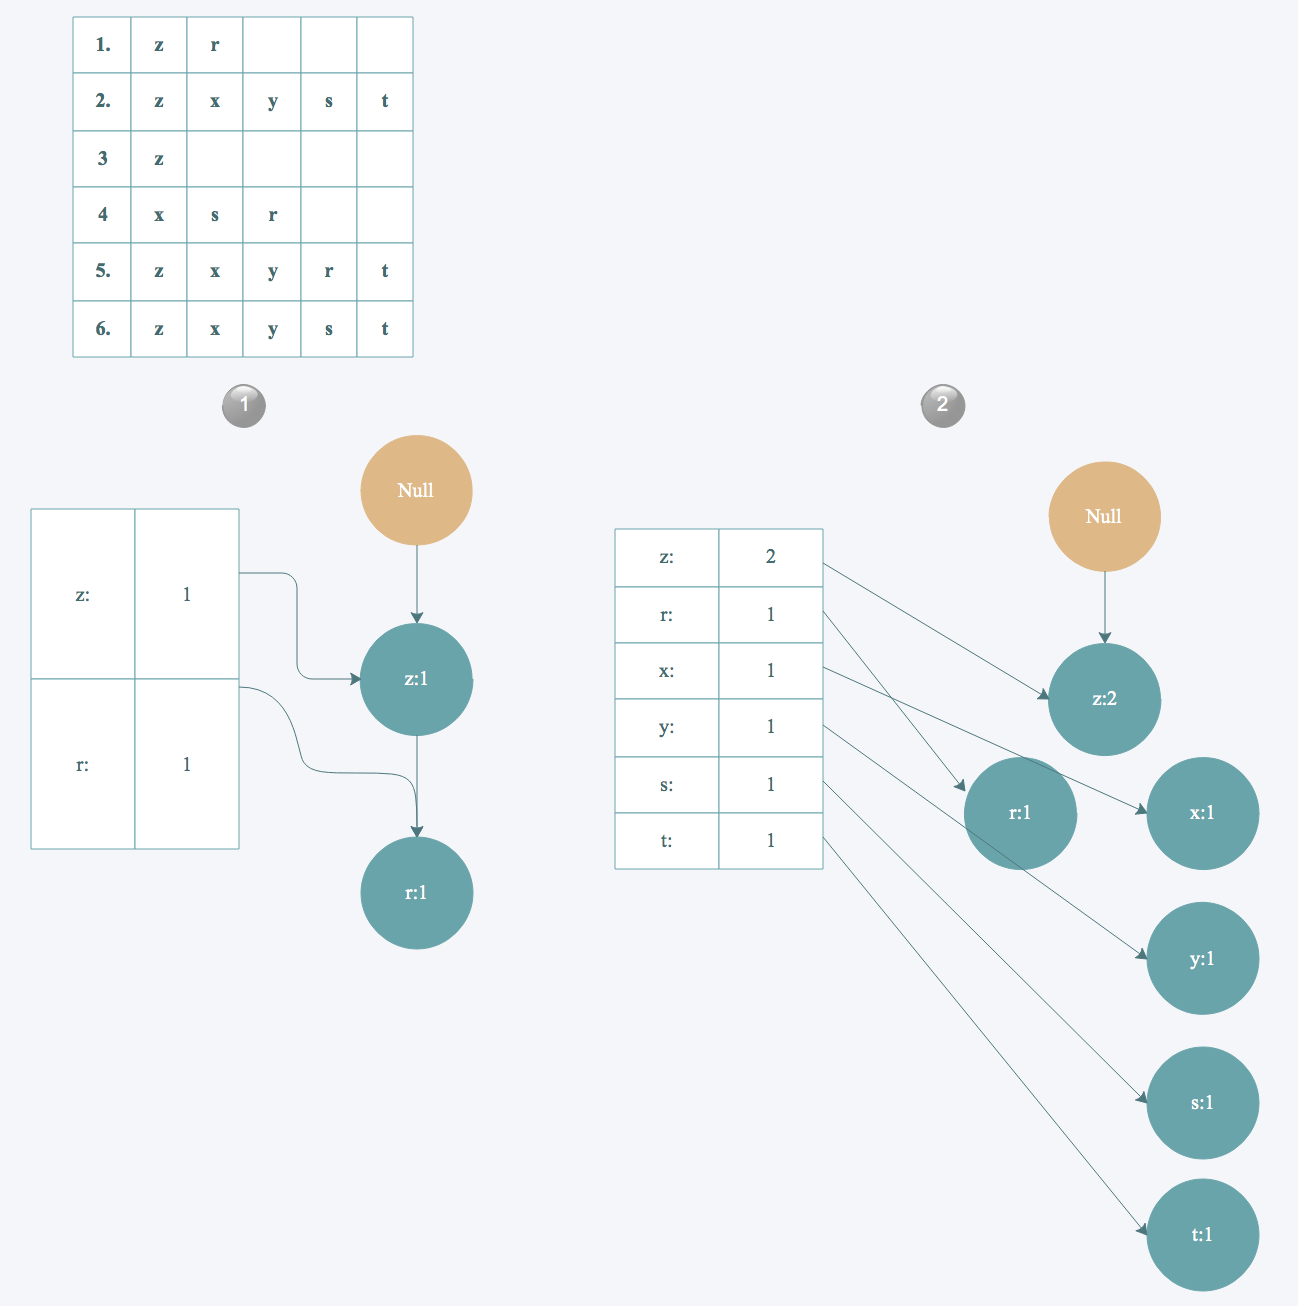 1. z r
2. z x y s t
3 z
4 x s r
5. z x y r t
6. z x y s t
1
Null
z: 1
z:1
r: 1
r:1
2
Null
z: 2
r: 1
x: 1
y: 1
s: 1
t: 1
z:2
r:1
x:1
y:1
s:1
t:1